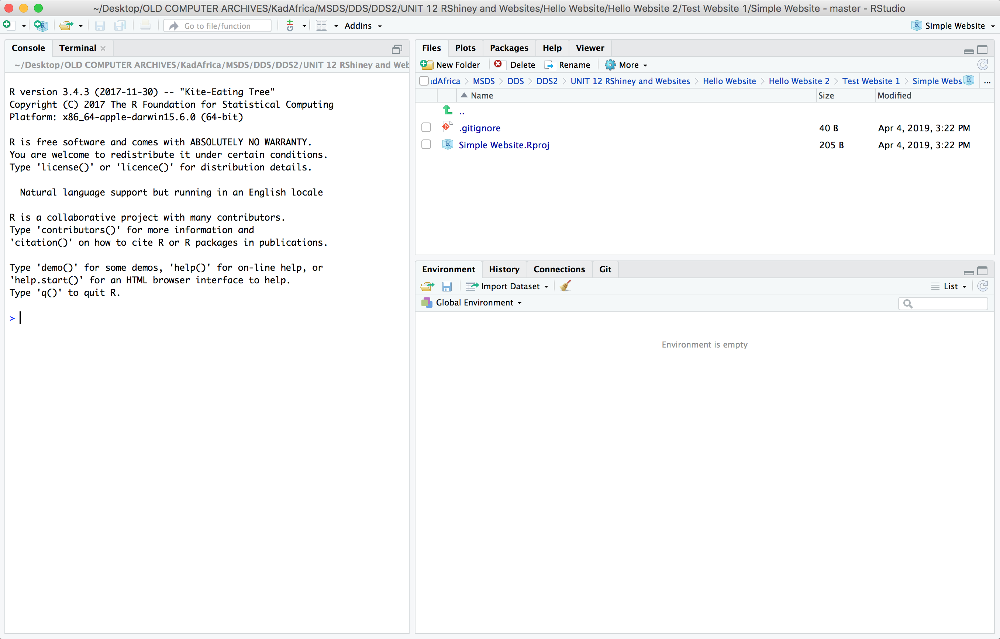 ~/Desktop/OLD COMPUTER ARCHIVES/KadAfrica/MSDS/DDS/DDS2/UNIT 12 RShiney and Websites/Hello Website/Hello Website 2/Test Website 1/Simple Website - master - RStudio
Go to file/function
Addins
Simple Website
Console
Terminal
~/Desktop/OLD COMPUTER ARCHIVES/KadAfrica/MSDS/DDS/DDS2/UNIT 12 RShiney and Web
R version 3.4.3 (2017-11-30) -- "Kite-Eating Tree"
Copyright (C) 2017 The R Foundation for Statistical Computing
Platform: x86_64-apple-darwin15.6.0 (64-bit)
R is free software and comes with ABSOLUTELY NO WARRANTY.
You are welcome to redistribute it under certain conditions.
Type 'license()' or 'licence()' for distribution details.
Natural language support but running in an English locale
R is a collaborative project with many contributors.
Type 'contributors()' for more information and
'citation()' on how to cite R or R packages in publications.
Type 'demo()' for some demos, 'help()' for on-line help, or
'help.start()' for an HTML browser interface to help.
Type 'q()' to quit R.
>
Files Plots Packages Help Viewer
New Folder Delete Rename More
adAfrica > MSDS > DDS > DDS2 > UNIT 12 RShiney and Websites > Hello Website > Hello Website 2 > Test Website 1 > Simple Webs ...
Name Size Modified
..
.gitignore 40 B Apr 4, 2019, 3:22 PM
Simple Website.Rproj 205 B Apr 4, 2019, 3:22 PM
Environment History Connections Git
Import Dataset List
Global Environment
Environment is empty